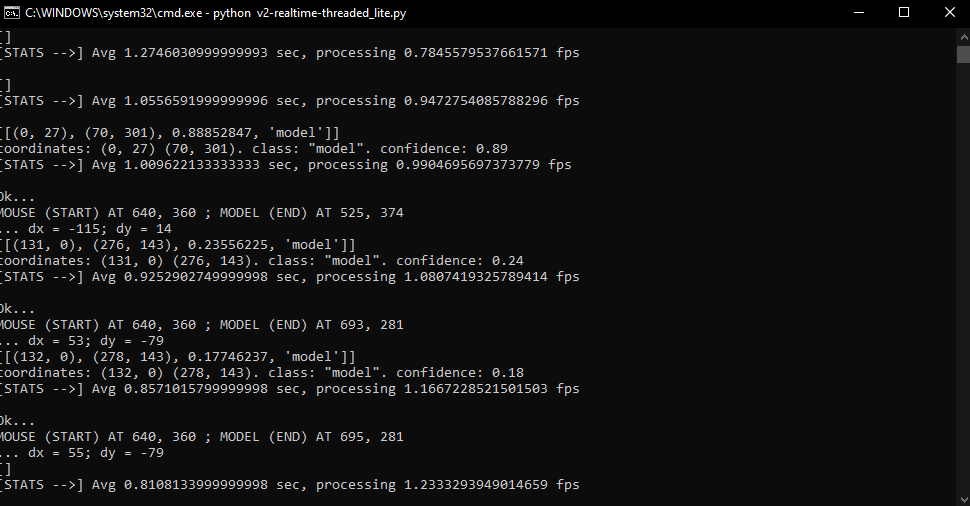 C:\WINDOWS\system32\cmd.exe - python  v2-realtime-threaded_lite.py
[]
[STATS -->] Avg 1.2746030999999993 sec, processing 0.7845579537661571 fps
[]
[STATS -->] Avg 1.0556591999999996 sec, processing 0.9472754085788296 fps
[[(0, 27), (70, 301), 0.88852847, 'model']]
coordinates: (0, 27) (70, 301). class: "model". confidence: 0.89
[STATS -->] Avg 1.009622133333333 sec, processing 0.9904695697373779 fps
Ok...
MOUSE (START) AT 640, 360 ; MODEL (END) AT 525, 374
... dx = -115; dy = 14
[[(131, 0), (276, 143), 0.23556225, 'model']]
coordinates: (131, 0) (276, 143). class: "model". confidence: 0.24
[STATS -->] Avg 0.9252902749999998 sec, processing 1.0807419325789414 fps
Ok...
MOUSE (START) AT 640, 360 ; MODEL (END) AT 693, 281
... dx = 53; dy = -79
[[(132, 0), (278, 143), 0.17746237, 'model']]
coordinates: (132, 0) (278, 143). class: "model". confidence: 0.18
[STATS -->] Avg 0.8571015799999998 sec, processing 1.1667228521501503 fps
Ok...
MOUSE (START) AT 640, 360 ; MODEL (END) AT 695, 281
... dx = 55; dy = -79
[]
[STATS -->] Avg 0.8108133999999998 sec, processing 1.2333293949014659 fps